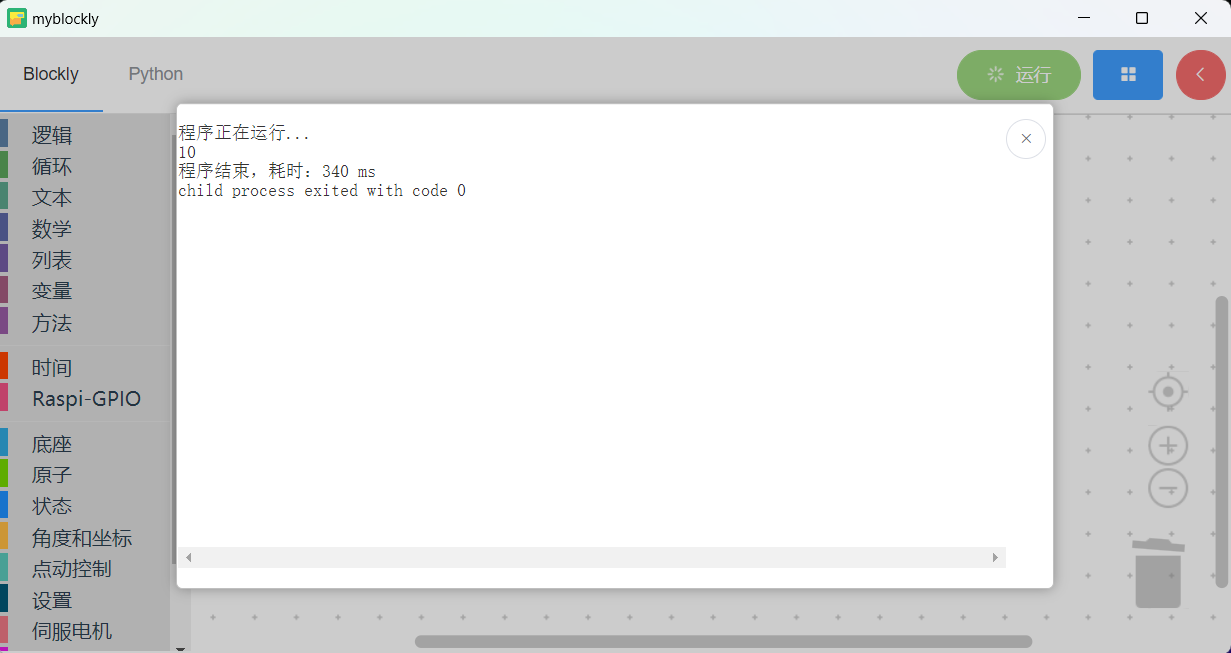 myblockly
Blockly
Python
运行
逻辑
循环
文本
数学
列表
变量
方法
时间
Raspi-GPIO
底座
原子
状态
角度和坐标
点动控制
设置
伺服电机
程序正在运行...
10
程序结束，耗时：340 ms
child process exited with code 0